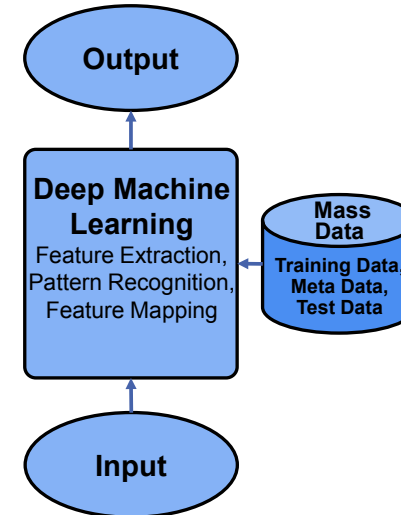 Output
Deep Machine
Learning
Feature Extraction,
Pattern Recognition,
Feature Mapping
Mass
Data
Training Data,
Meta Data,
Test Data
Input